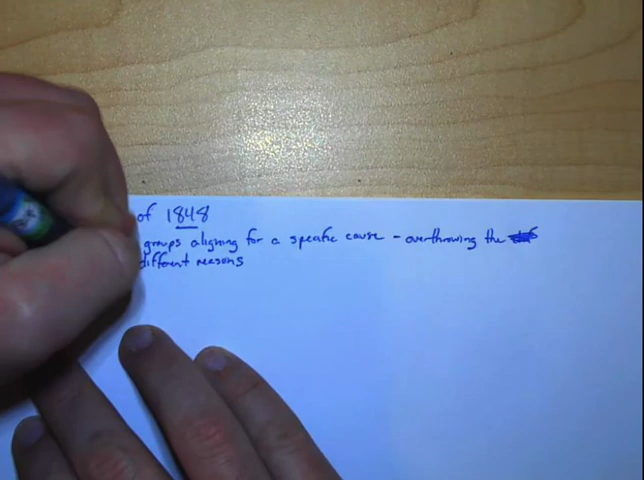 of 1848
groups aligning for a specific cause - overthrowing the
different reasons